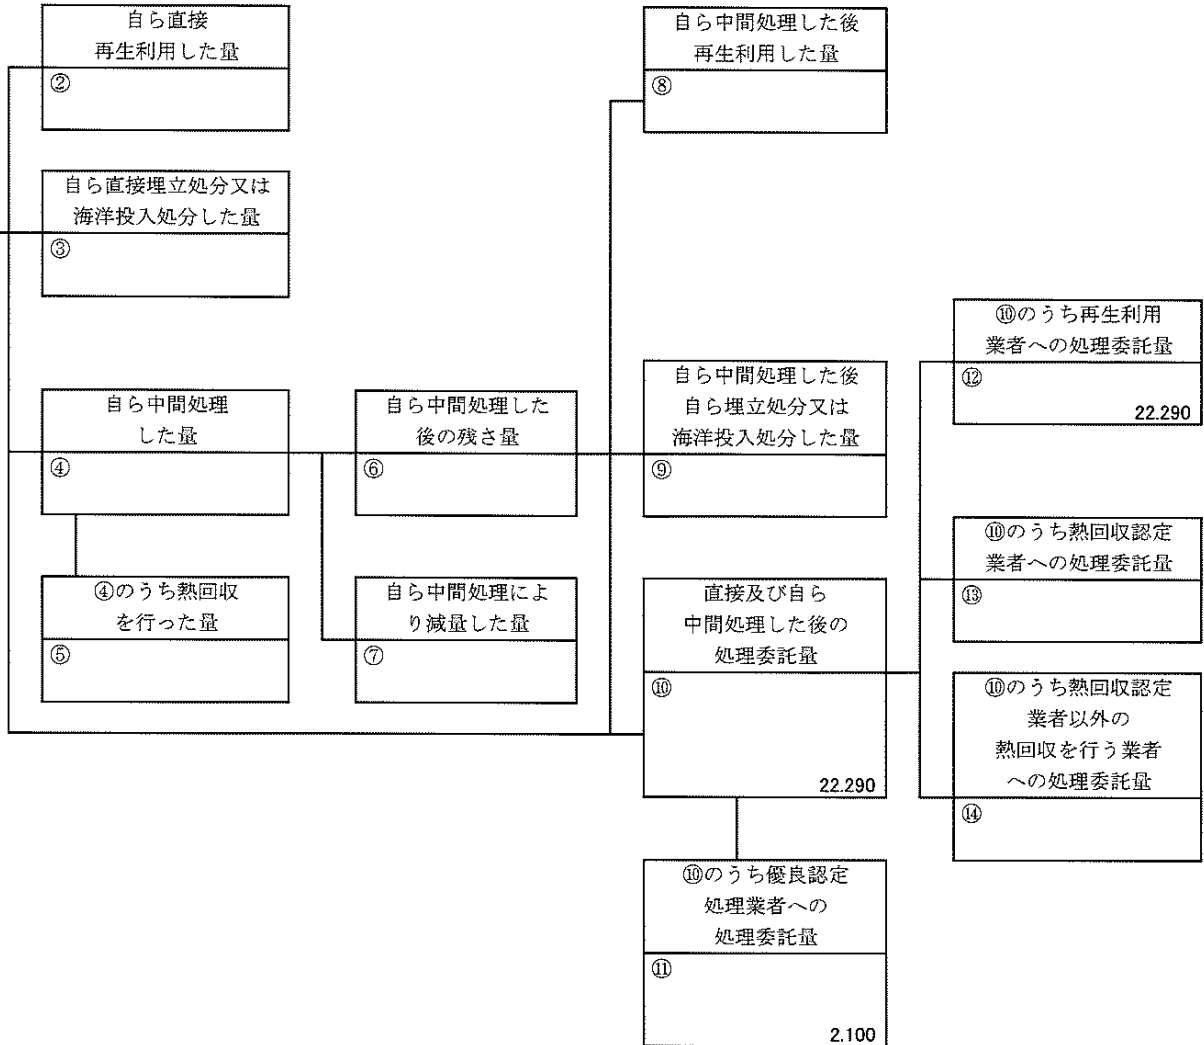 自ら直接
再生利用した量
②
自ら中間処理した後
再生利用した量
⑧
自ら直接埋立処分又は
海洋投入処分した量
③
⑩のうち再生利用
業者への処理委託量
⑫
22.290
自ら中間処理
した量
④
自ら中間処理した
後の残さ量
⑥
自ら中間処理した後
自ら埋立処分又は
海洋投入処分した量
⑨
⑩のうち熱回収認定
業者への処理委託量
⑬
④のうち熱回収
を行った量
⑤
自ら中間処理によ
り減量した量
⑦
直接及び自ら
中間処理した後の
処理委託量
⑩
22.290
⑩のうち熱回収認定
業者以外の
熱回収を行う業者
への処理委託量
⑭
⑩のうち優良認定
処理業者への
処理委託量
⑪
2.100